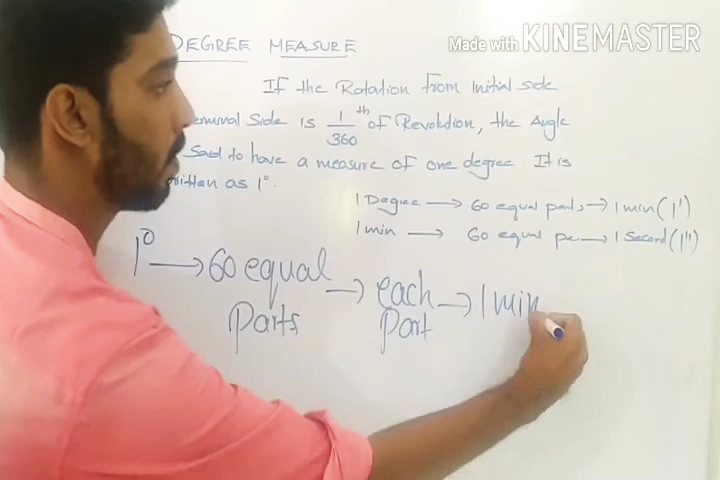 DEGREE MEASURE
Made with KINEMASTER
If the Rotation from initial side
Side is 1/360 th of Revolution, the Angle
Said to have a measure of one degree It is
written as 1°.
1 Degree → 60 equal parts → 1 min (1')
1 min → 60 equal pa → 1 Second (1'')
1° → 60 equal Parts → each Part → 1 min